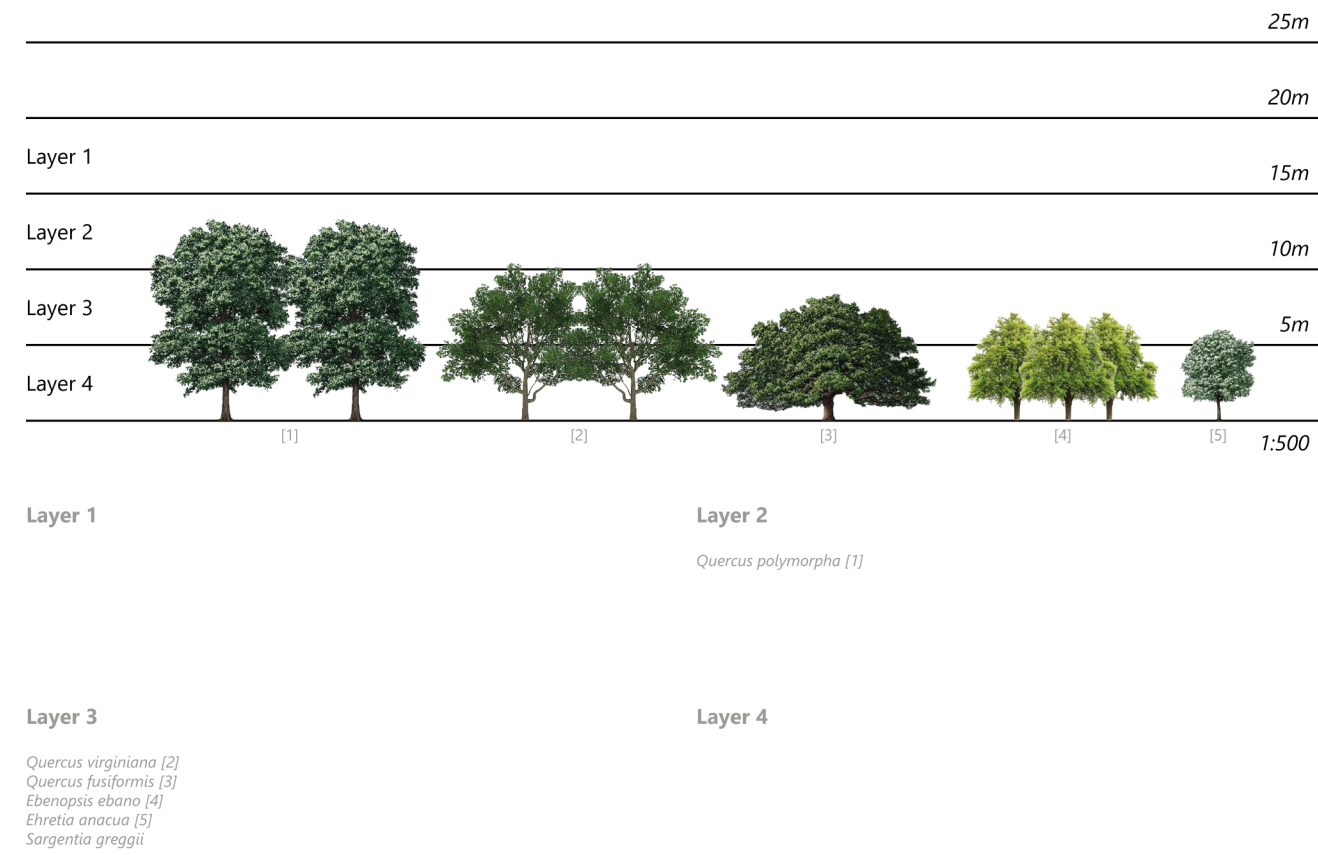 25m
20m
Layer 1
15m
Layer 2
10m
Layer 3
5m
Layer 4
[1] [2] [3] [4] [5]
1:500
Layer 1
Layer 2
Quercus polymorpha [1]
Layer 3
Layer 4
Quercus virginiana [2]
Quercus fusiformis [3]
Ebenopsis ebano [4]
Ehretia anacua [5]
Sargentia greggii